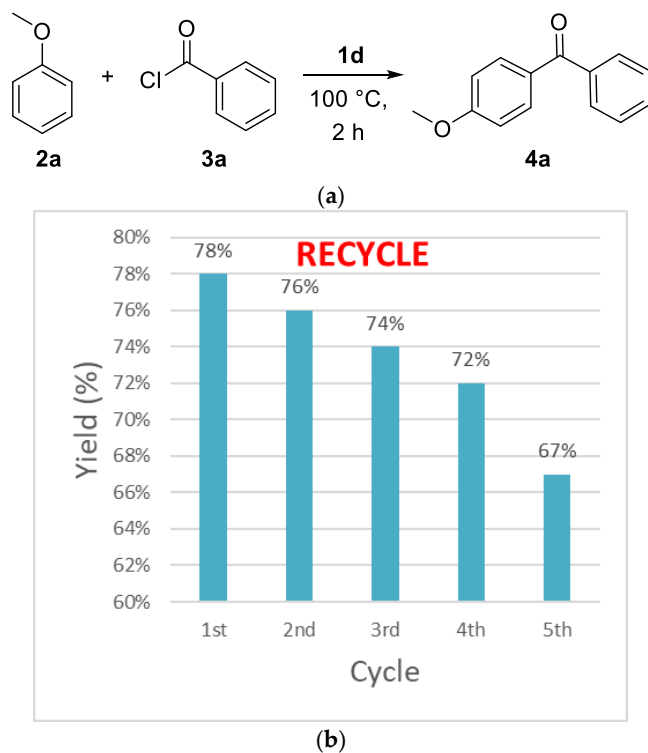 O
+
Cl
O
1d
100 °C,
2 h
O
O
2a
3a
4a
(a)
RECYCLE
Yield (%)
80%
78%
76%
74%
72%
70%
68%
66%
64%
62%
60%
78%
76%
74%
72%
67%
1st 2nd 3rd 4th 5th
Cycle
(b)